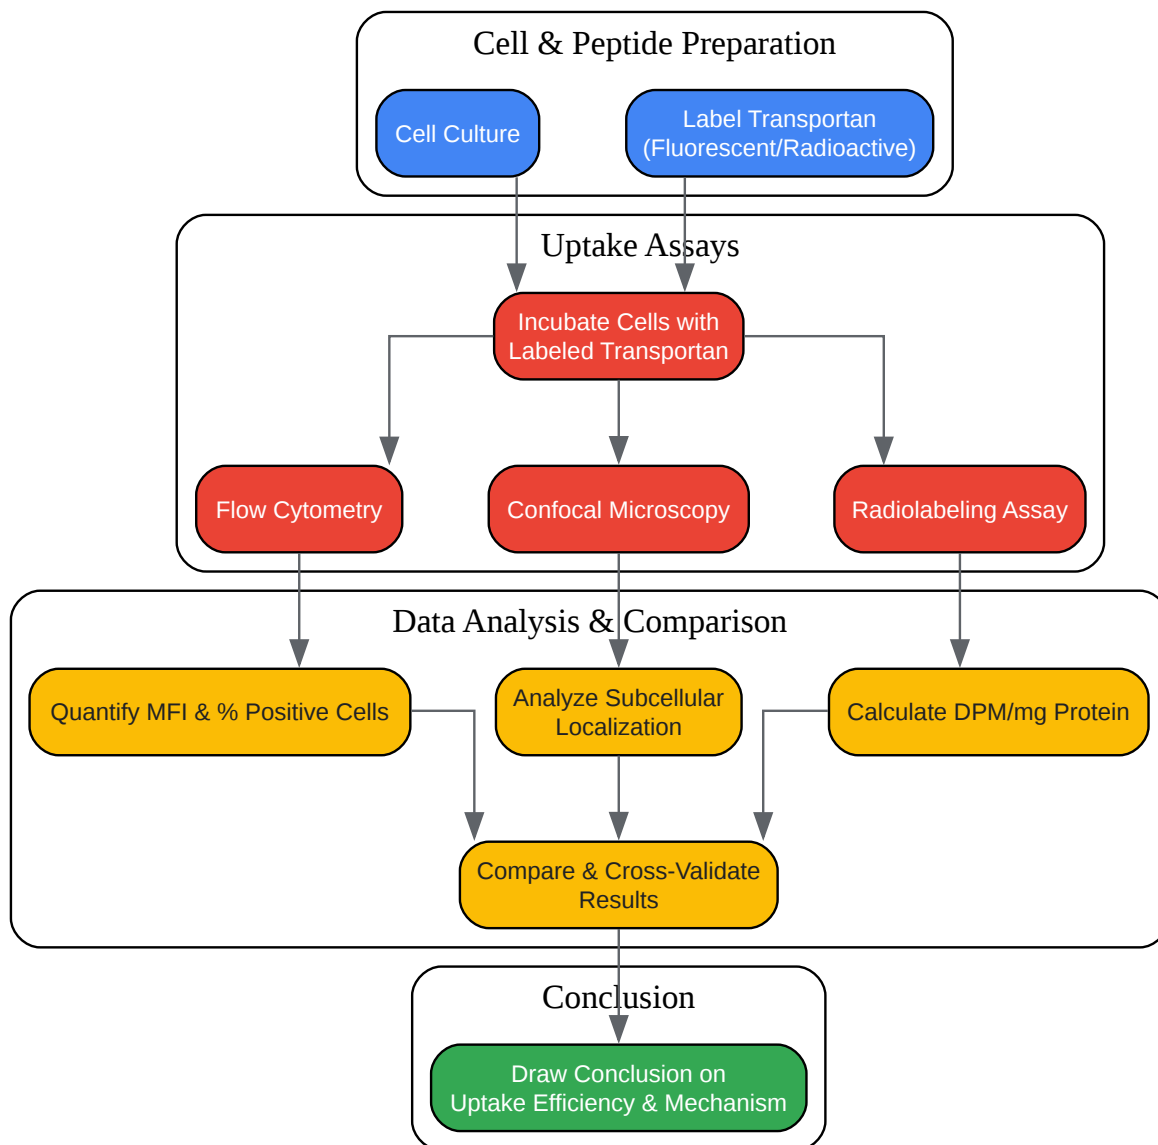 Cell & Peptide Preparation
Cell Culture
Label Transportan
(Fluorescent/Radioactive)
Uptake Assays
Incubate Cells with
Labeled Transportan
Flow Cytometry
Confocal Microscopy
Radiolabeling Assay
Data Analysis & Comparison
Quantify MFI & % Positive Cells
Analyze Subcellular
Localization
Calculate DPM/mg Protein
Compare & Cross-Validate
Results
Conclusion
Draw Conclusion on
Uptake Efficiency & Mechanism